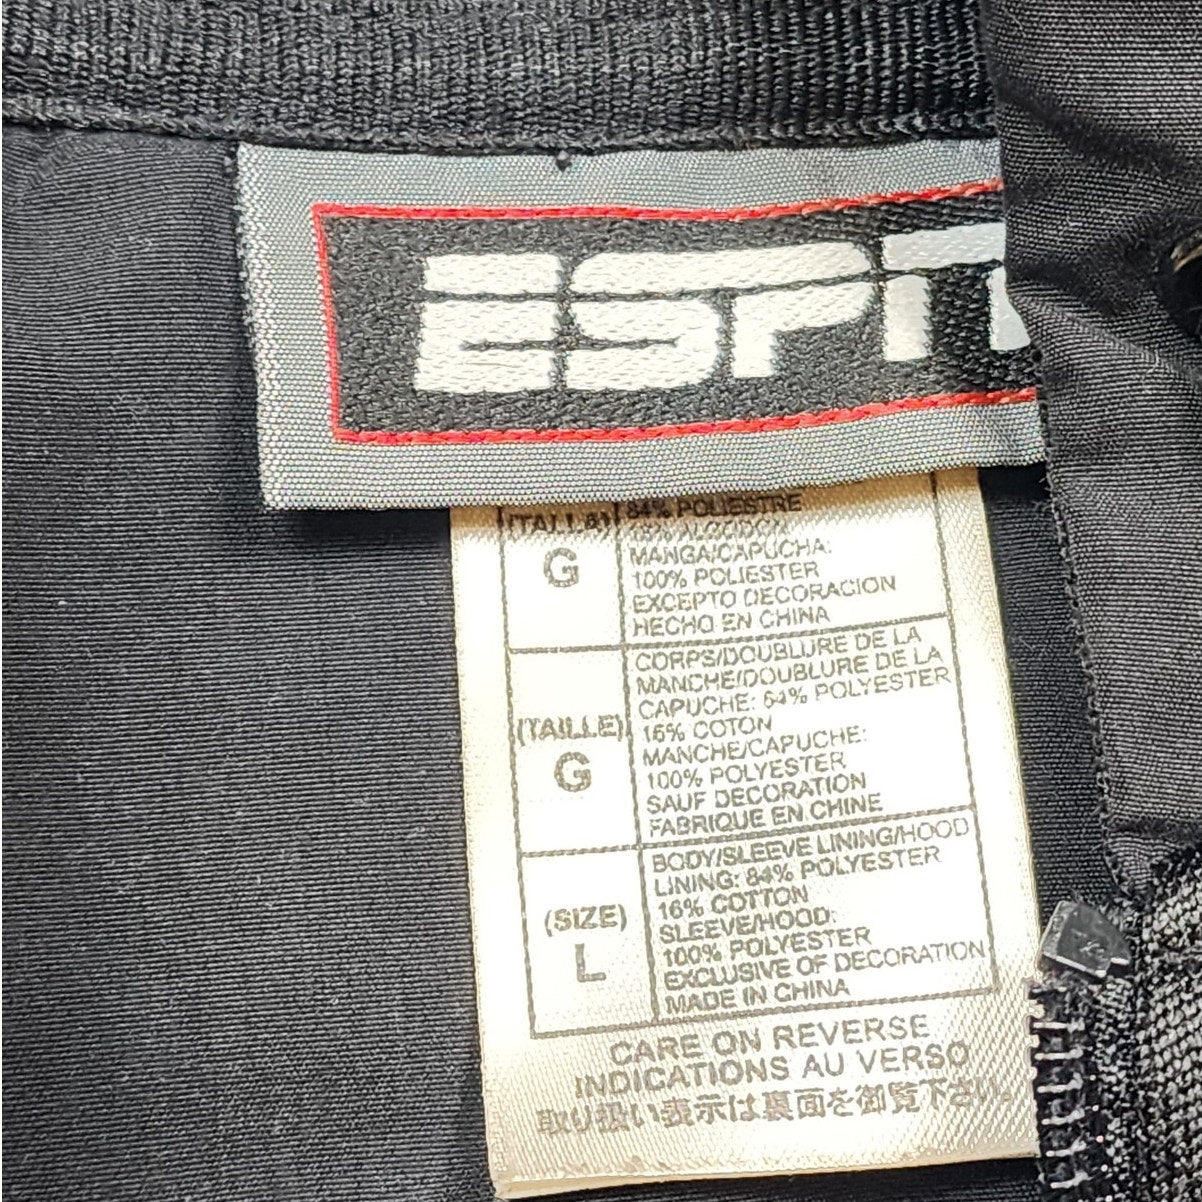 ESPN
(TALLA)
G
84% POLIESTRE
16% ALGODON
MANGA/CAPUCHA:
100% POLIESTER
EXCEPTO DECORACION
HECHO EN CHINA
(TAILLE)
G
CORPS/DOUBLURE DE LA
MANCHE/DOUBLURE DE LA
CAPUCHE: 84% POLYESTER
16% COTON
MANCHE/CAPUCHE:
100% POLYESTER
SAUF DECORATION
FABRIQUE EN CHINE
(SIZE)
L
BODY/SLEEVE LINING/HOOD
LINING: 84% POLYESTER
16% COTTON
SLEEVE/HOOD:
100% POLYESTER
EXCLUSIVE OF DECORATION
MADE IN CHINA
CARE ON REVERSE
INDICATIONS AU VERSO
取り扱い表示は裏面を御覧下さい。